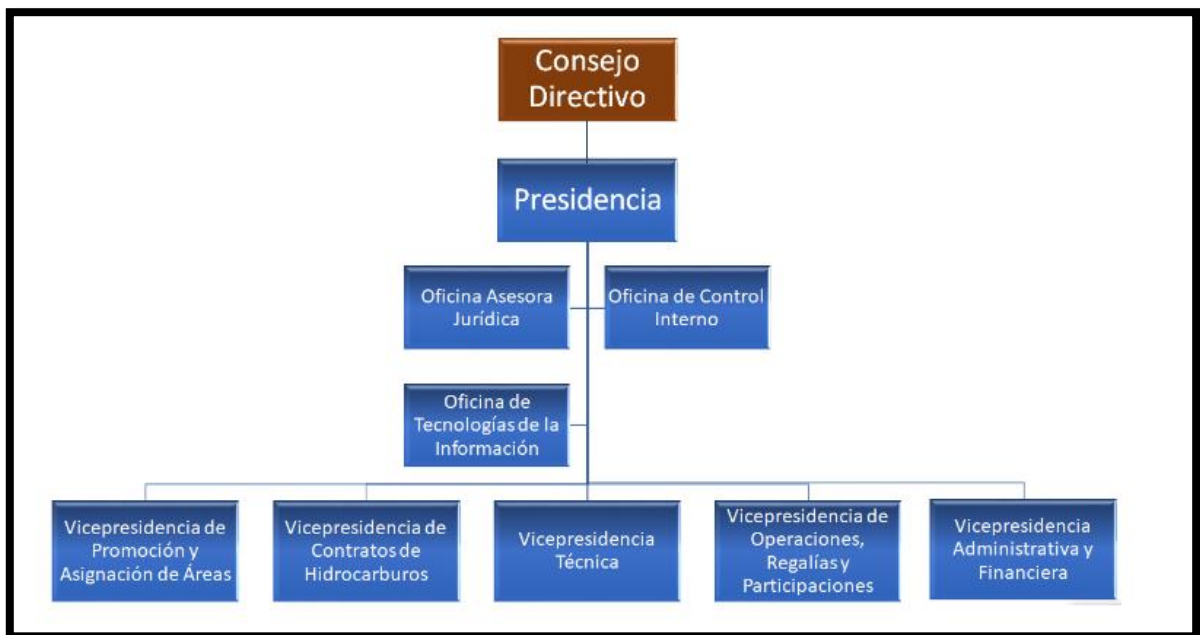 Consejo
Directivo
Presidencia
Oficina Asesora
Jurídica
Oficina de Control
Interno
Oficina de
Tecnologías de la
Información
Vicepresidencia de
Promoción y
Asignación de Áreas
Vicepresidencia de
Contratos de
Hidrocarburos
Vicepresidencia
Técnica
Vicepresidencia de
Operaciones,
Regalías y
Participaciones
Vicepresidencia
Administrativa y
Financiera